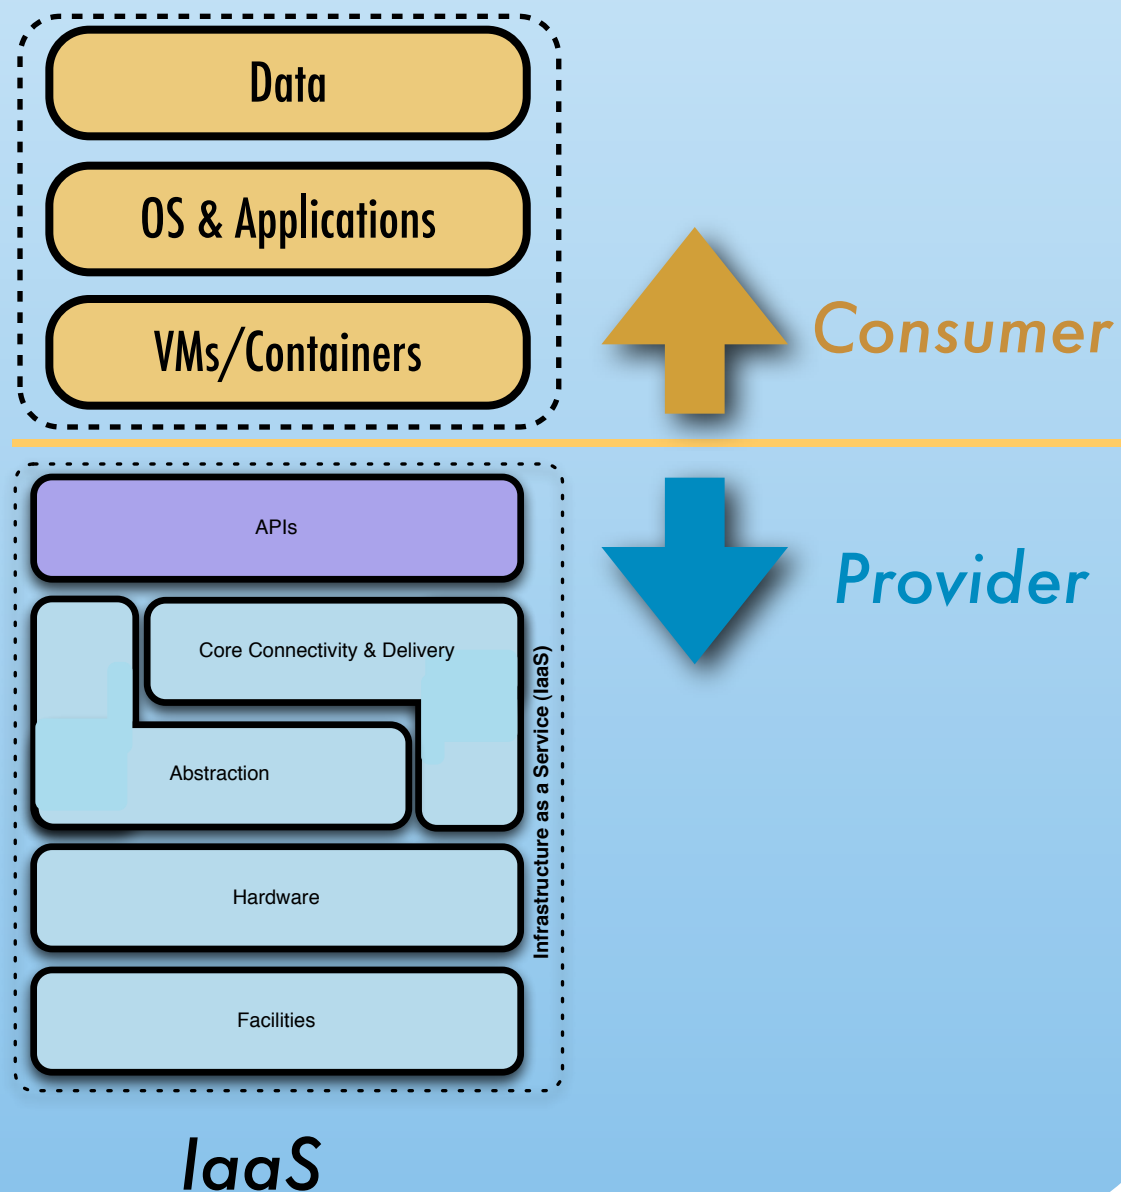 Data
OS & Applications
VMs/Containers
Consumer
APIs
Provider
Core Connectivity & Delivery
Abstraction
Infrastructure as a Service (IaaS)
Hardware
Facilities
IaaS